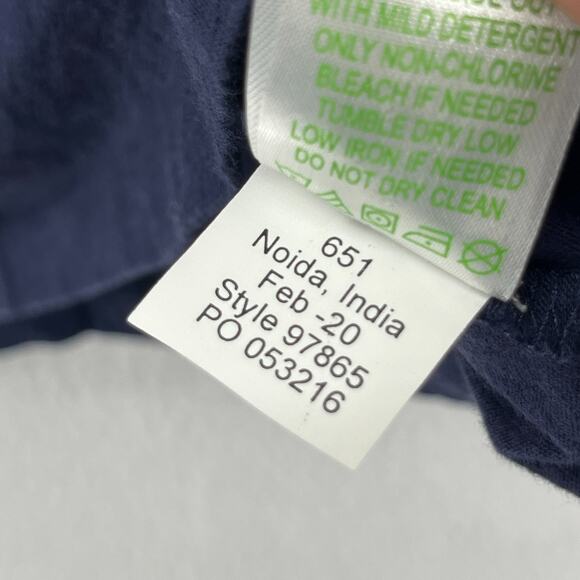 WITH MILD DETERGENT
ONLY NON-CHLORINE
BLEACH IF NEEDED
TUMBLE DRY LOW
LOW IRON IF NEEDED
DO NOT DRY CLEAN
651
Noida, India
Feb -20
Style 97865
PO 053216